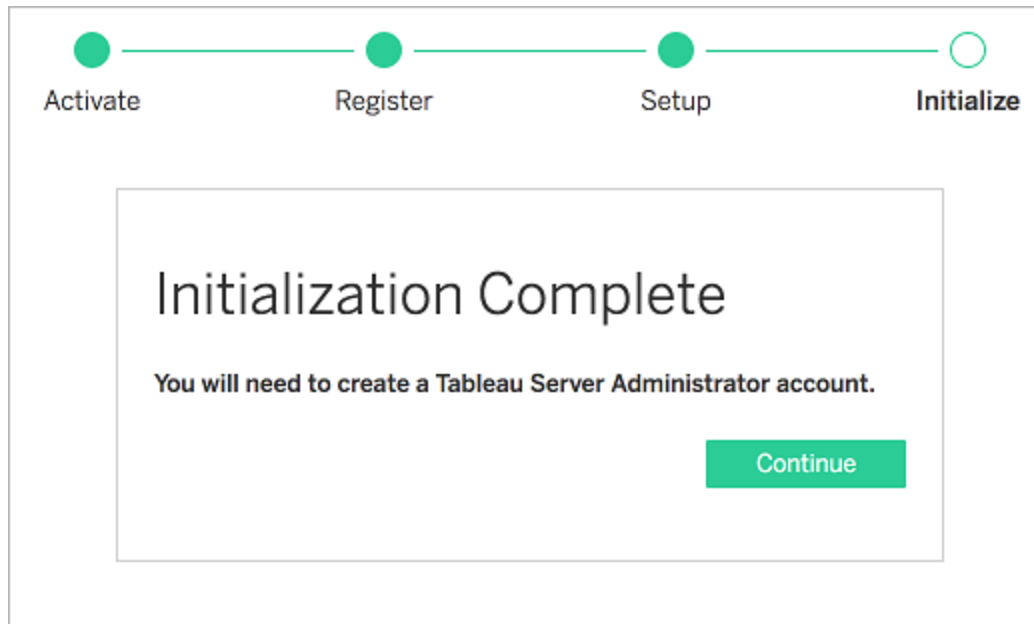 Activate Register Setup Initialize
Initialization Complete
You will need to create a Tableau Server Administrator account.
Continue